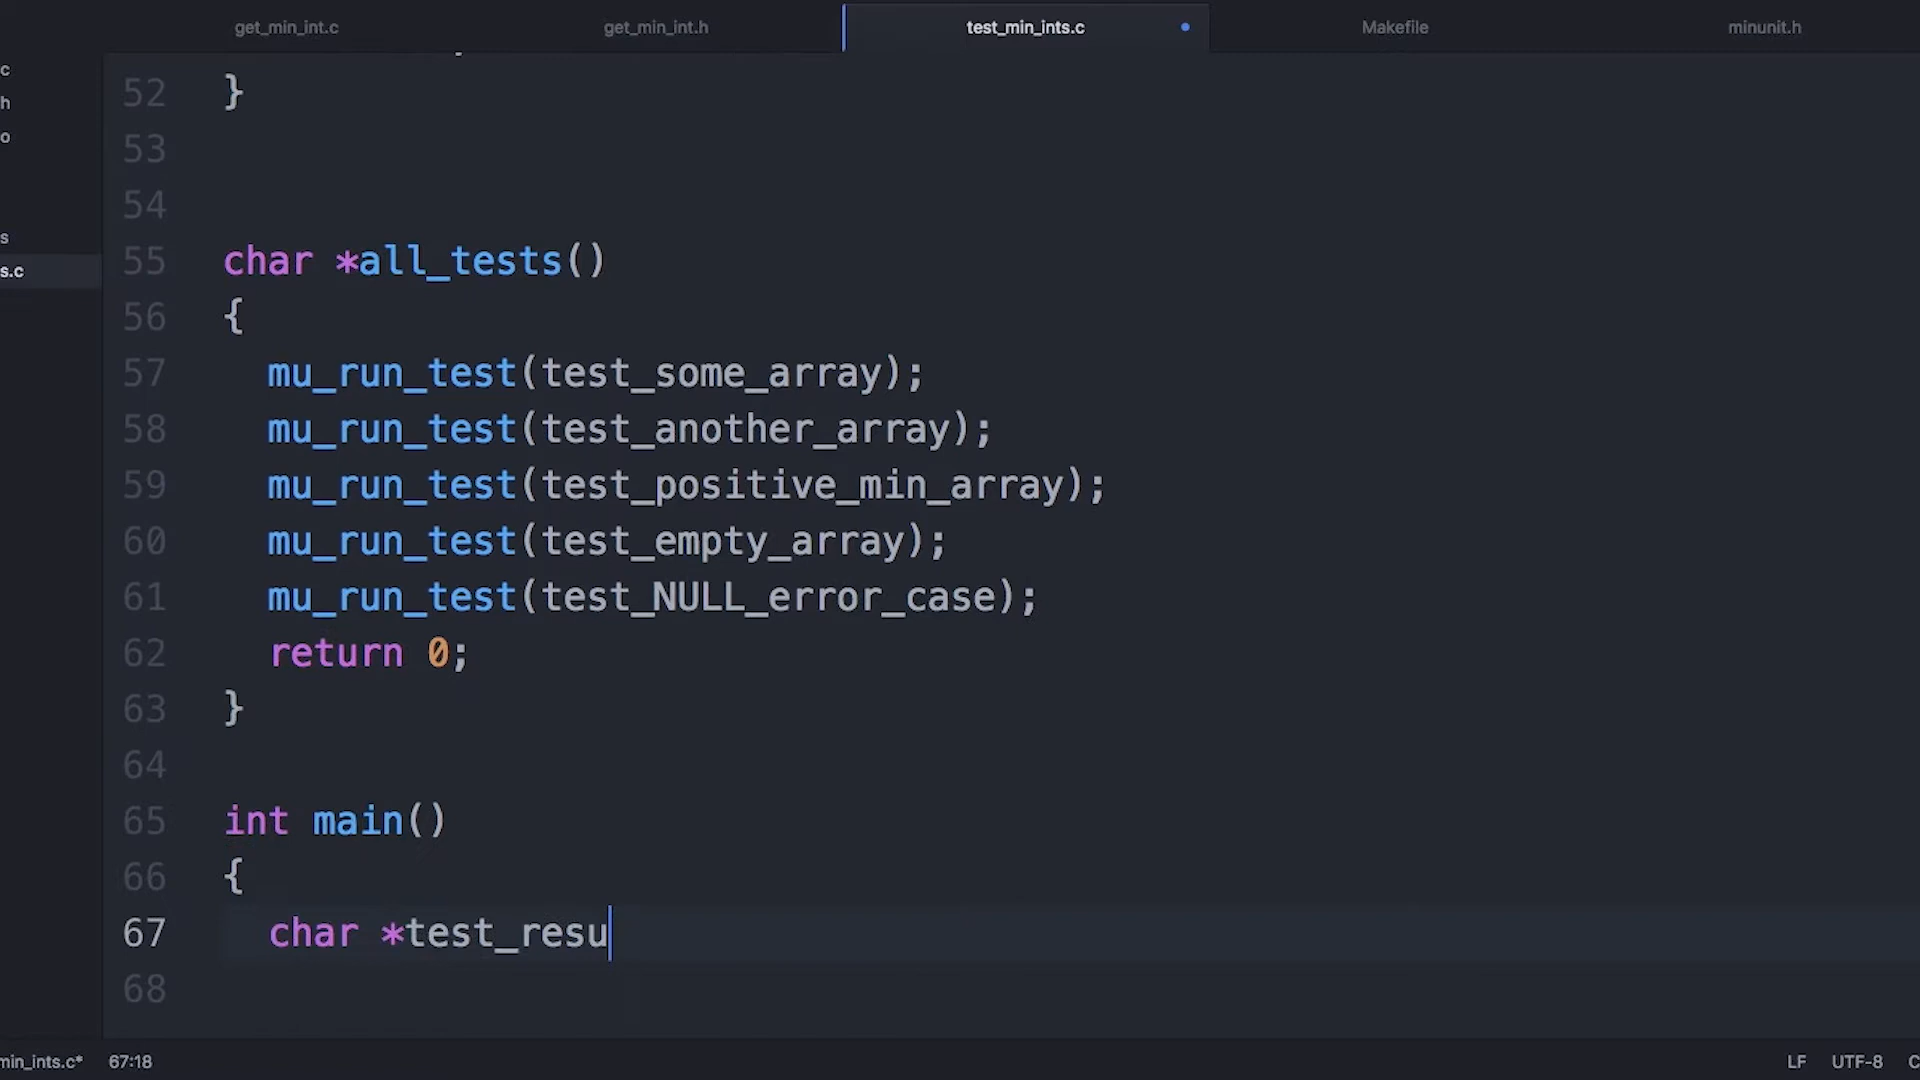 get_min_int.c get_min_int.h test_min_ints.c Makefile minunit.h
c
h
o
s
s.c
52 }
53
54
55 char *all_tests()
56 {
57 mu_run_test(test_some_array);
58 mu_run_test(test_another_array);
59 mu_run_test(test_positive_min_array);
60 mu_run_test(test_empty_array);
61 mu_run_test(test_NULL_error_case);
62 return 0;
63 }
64
65 int main()
66 {
67 char *test_resu
68
min_ints.c* 67:18 LF UTF-8 C